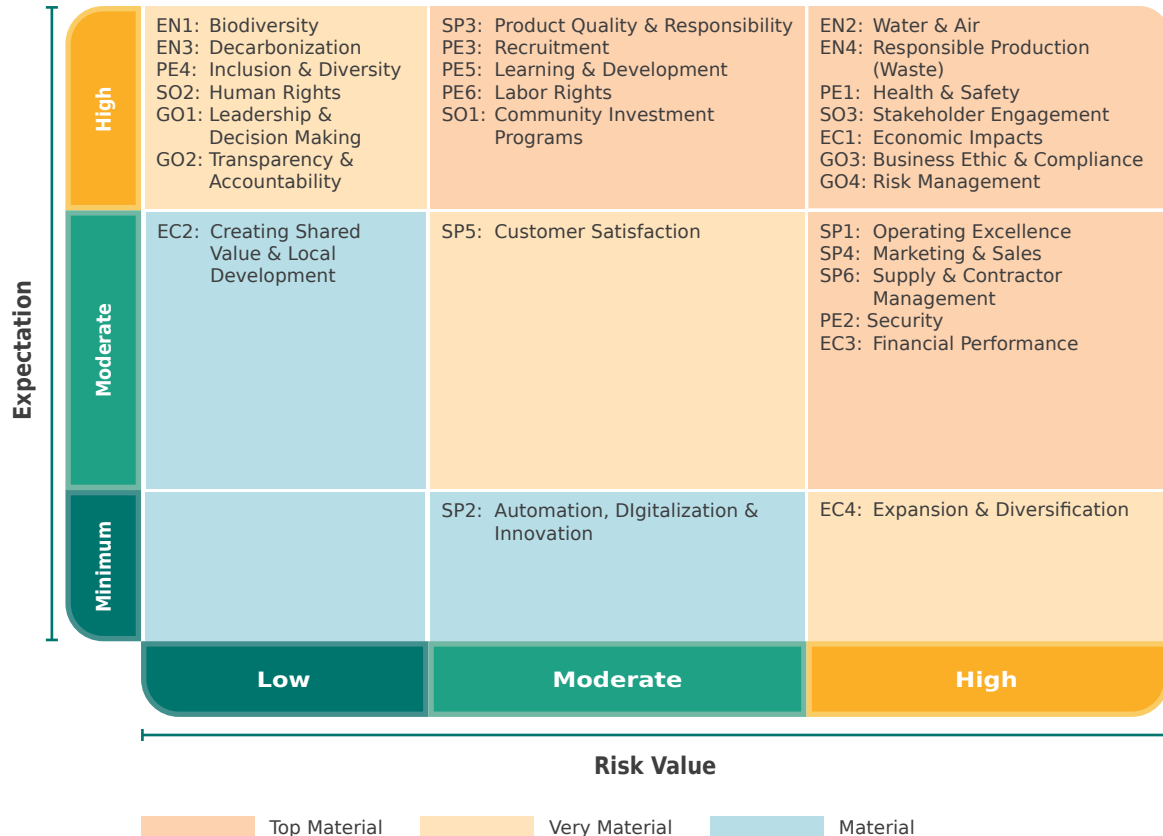 Expectation
High
EN1: Biodiversity
EN3: Decarbonization
PE4: Inclusion & Diversity
SO2: Human Rights
GO1: Leadership &
Decision Making
GO2: Transparency &
Accountability
SP3: Product Quality & Responsibility
PE3: Recruitment
PE5: Learning & Development
PE6: Labor Rights
SO1: Community Investment
Programs
EN2: Water & Air
EN4: Responsible Production
(Waste)
PE1: Health & Safety
SO3: Stakeholder Engagement
EC1: Economic Impacts
GO3: Business Ethic & Compliance
GO4: Risk Management
Moderate
EC2: Creating Shared
Value & Local
Development
SP5: Customer Satisfaction
SP1: Operating Excellence
SP4: Marketing & Sales
SP6: Supply & Contractor
Management
PE2: Security
EC3: Financial Performance
Minimum
SP2: Automation, DIgitalization &
Innovation
EC4: Expansion & Diversification
Low
Moderate
High
Risk Value
Top Material
Very Material
Material